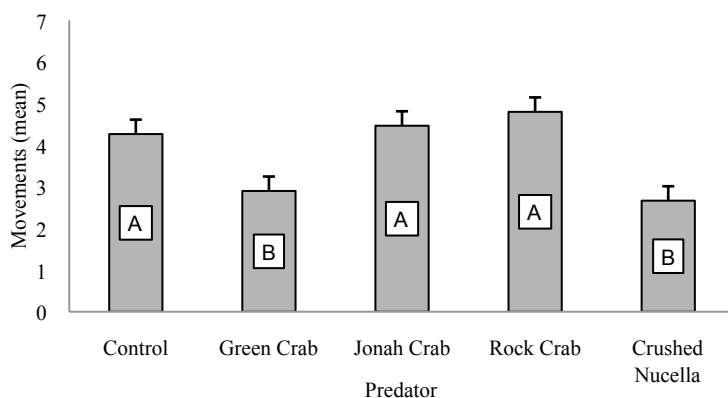 7
6
5
4
3
2
1
0
Movements (mean)
A
B
A
A
B
Control
Green Crab
Jonah Crab
Rock Crab
Crushed
Nucella
Predator